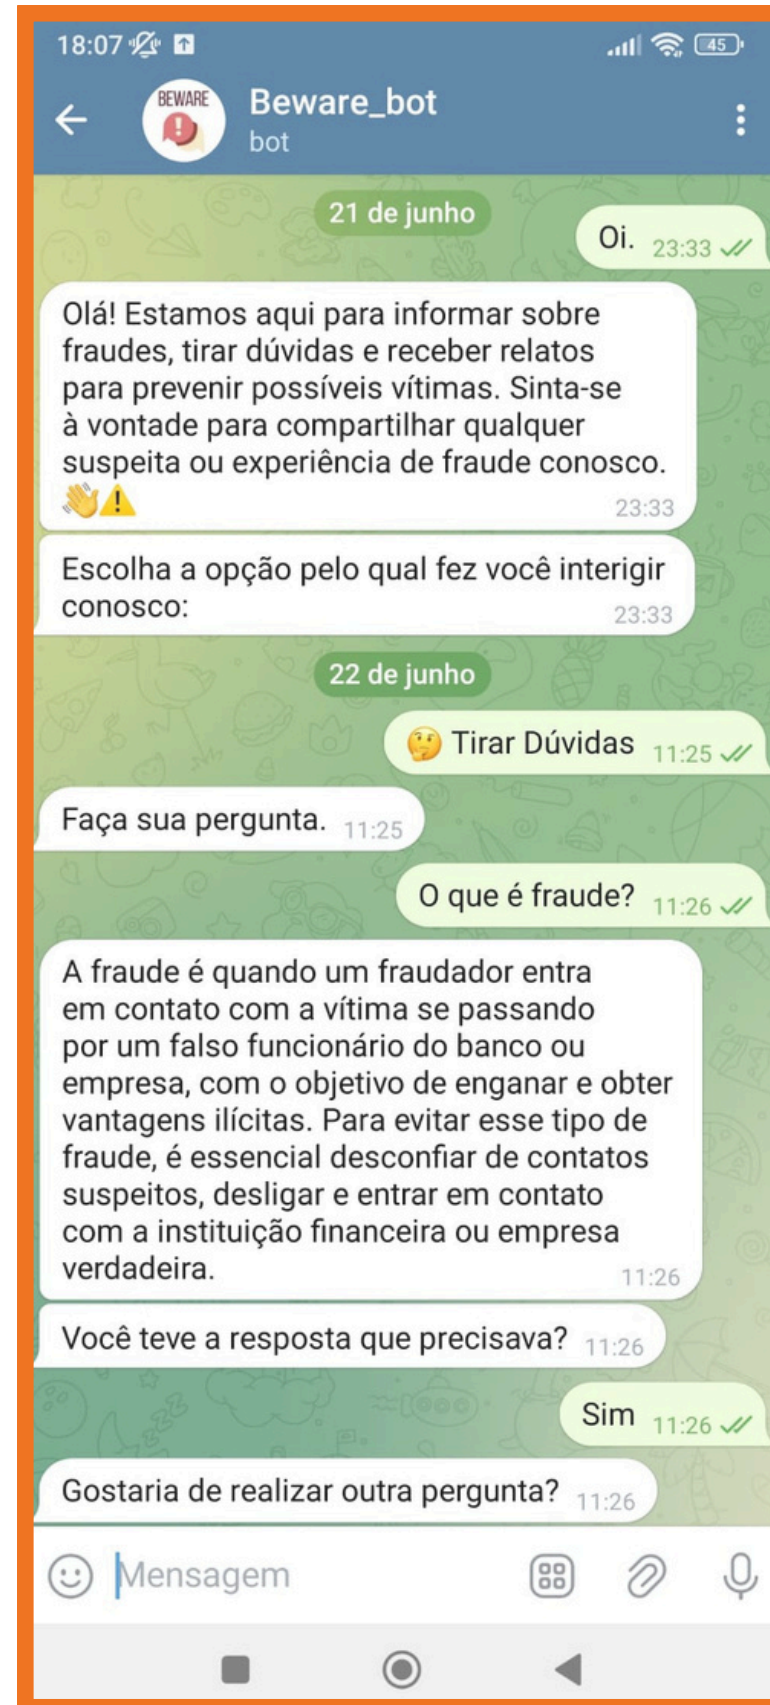 18:07
45
BEWARE
Beware_bot
bot
21 de junho
Oi. 23:33
Olá! Estamos aqui para informar sobre
fraudes, tirar dúvidas e receber relatos
para prevenir possíveis vítimas. Sinta-se
à vontade para compartilhar qualquer
suspeita ou experiência de fraude conosco.
👋⚠️ 23:33
Escolha a opção pelo qual fez você interigir
conosco: 23:33
22 de junho
🤔 Tirar Dúvidas 11:25
Faça sua pergunta. 11:25
O que é fraude? 11:26
A fraude é quando um fraudador entra
em contato com a vítima se passando
por um falso funcionário do banco ou
empresa, com o objetivo de enganar e obter
vantagens ilícitas. Para evitar esse tipo de
fraude, é essencial desconfiar de contatos
suspeitos, desligar e entrar em contato
com a instituição financeira ou empresa
verdadeira. 11:26
Você teve a resposta que precisava? 11:26
Sim 11:26
Gostaria de realizar outra pergunta? 11:26
Mensagem